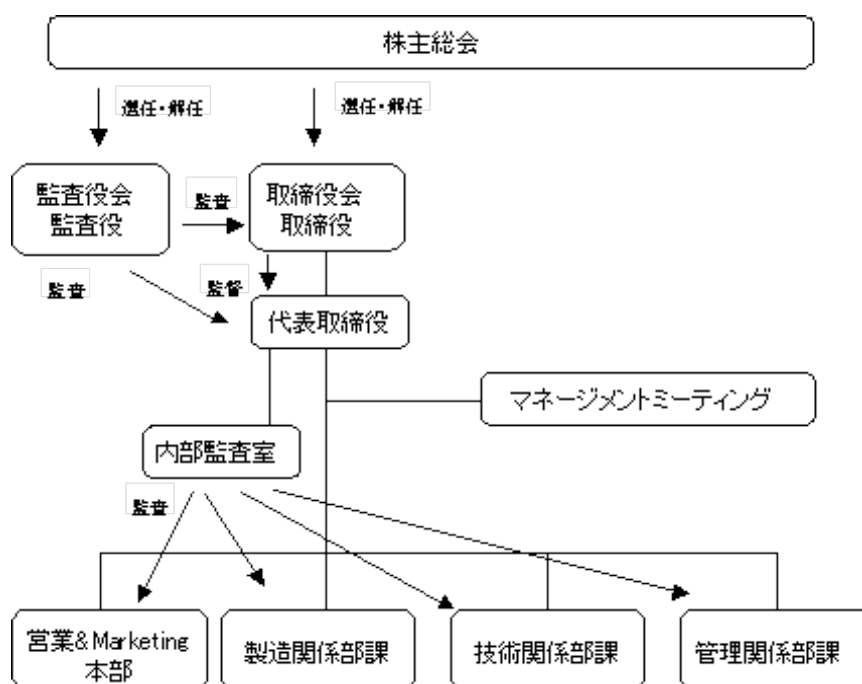 株主総会
選任・解任
選任・解任
監査役会
監査役
監査
取締役会
取締役
監査
監督
代表取締役
マネージメントミーティング
内部監査室
監査
営業&Marketing
本部
製造関係部課
技術関係部課
管理関係部課